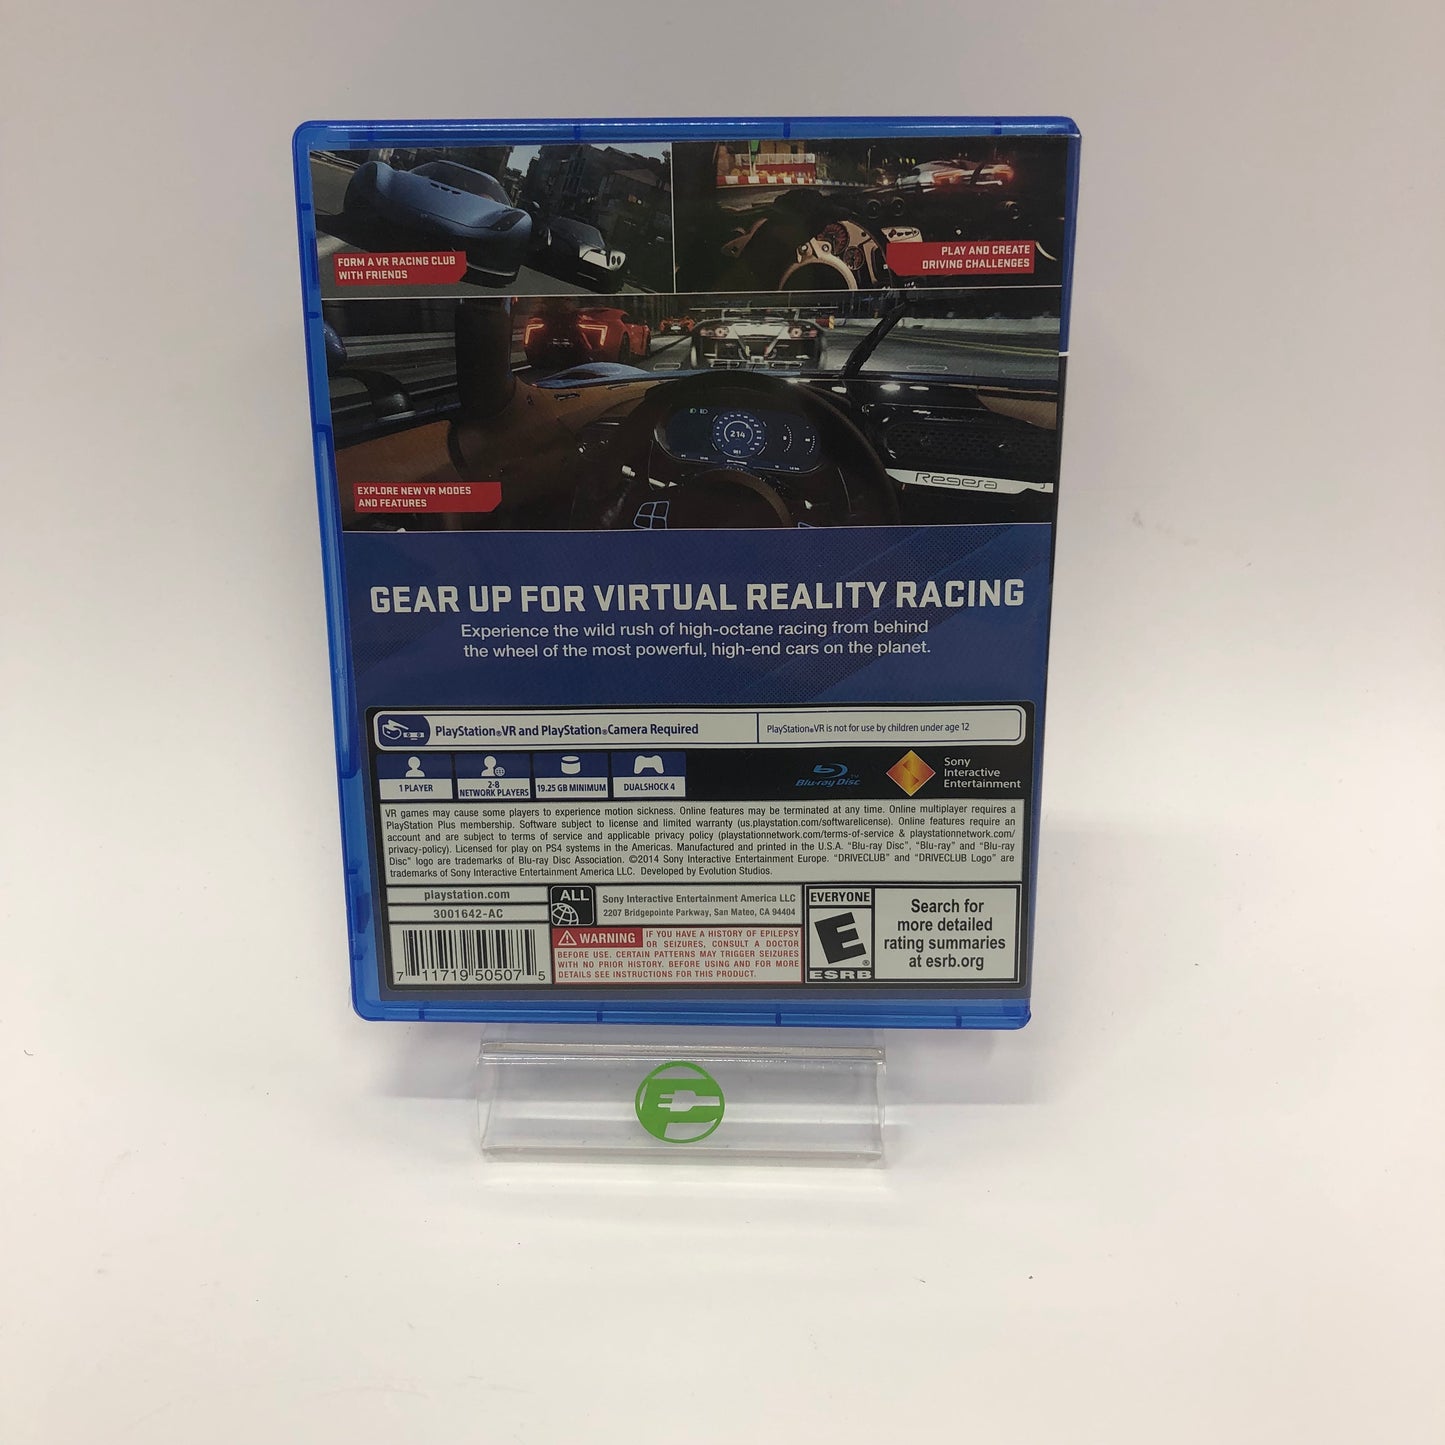 FORM A VR RACING CLUB
WITH FRIENDS
PLAY AND CREATE
DRIVING CHALLENGES
214
Regera
EXPLORE NEW VR MODES
AND FEATURES
GEAR UP FOR VIRTUAL REALITY RACING
Experience the wild rush of high-octane racing from behind
the wheel of the most powerful, high-end cars on the planet.
PlayStation®VR and PlayStation®Camera Required
PlayStation®VR is not for use by children under age 12
1 PLAYER
2-8
NETWORK PLAYERS
19.25 GB MINIMUM
DUALSHOCK 4
Blu-ray Disc™
Sony
Interactive
Entertainment
VR games may cause some players to experience motion sickness. Online features may be terminated at any time. Online multiplayer requires a
PlayStation Plus membership. Software subject to license and limited warranty (us.playstation.com/softwarelicense). Online features require an
account and are subject to terms of service and applicable privacy policy (playstationnetwork.com/terms-of-service & playstationnetwork.com/
privacy-policy). Licensed for play on PS4 systems in the Americas. Manufactured and printed in the U.S.A. "Blu-ray Disc", "Blu-ray" and "Blu-ray
Disc" logo are trademarks of Blu-ray Disc Association. ©2014 Sony Interactive Entertainment Europe. "DRIVECLUB" and "DRIVECLUB Logo" are
trademarks of Sony Interactive Entertainment America LLC. Developed by Evolution Studios.
playstation.com
3001642-AC
7 11719 50507 5
ALL
Sony Interactive Entertainment America LLC
2207 Bridgepointe Parkway, San Mateo, CA 94404
WARNING IF YOU HAVE A HISTORY OF EPILEPSY
OR SEIZURES, CONSULT A DOCTOR
BEFORE USE. CERTAIN PATTERNS MAY TRIGGER SEIZURES
WITH NO PRIOR HISTORY. BEFORE USING AND FOR MORE
DETAILS SEE INSTRUCTIONS FOR THIS PRODUCT.
EVERYONE
E
®
ESRB
Search for
more detailed
rating summaries
at esrb.org